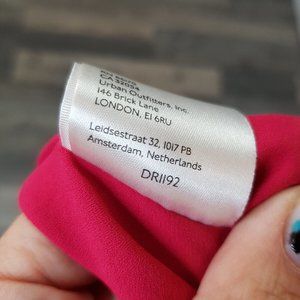 Urban Outfitters, Inc.
146 Brick Lane
LONDON, E1 6RU
Leidsestraat 32, 1017 PB
Amsterdam, Netherlands
DR1192